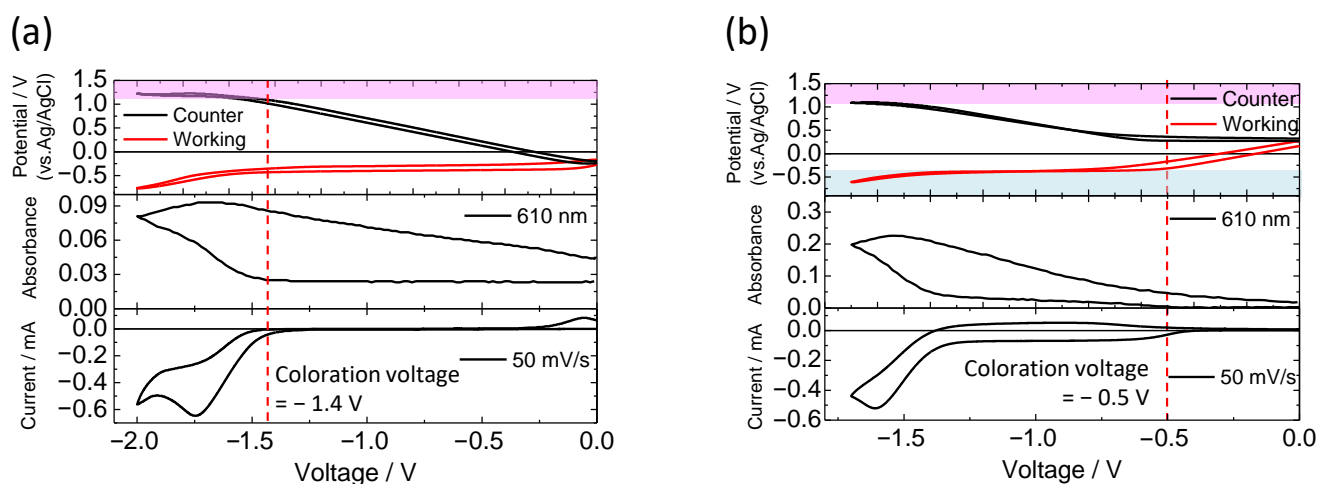 (a)
1.5
1.0
0.5
0.0
−0.5
Potential / V
(vs.Ag/AgCl)
Counter
Working
0.09
0.06
0.03
0.00
Absorbance
610 nm
0.0
−0.2
−0.4
−0.6
Current / mA
50 mV/s
Coloration voltage
= − 1.4 V
−2.0 −1.5 −1.0 −0.5 0.0
Voltage / V
(b)
1.5
1.0
0.5
0.0
−0.5
Potential / V
(vs.Ag/AgCl)
Counter
Working
0.3
0.2
0.1
0.0
Absorbance
610 nm
0.0
−0.2
−0.4
−0.6
Current / mA
Coloration voltage
= − 0.5 V
50 mV/s
−1.5 −1.0 −0.5 0.0
Voltage / V